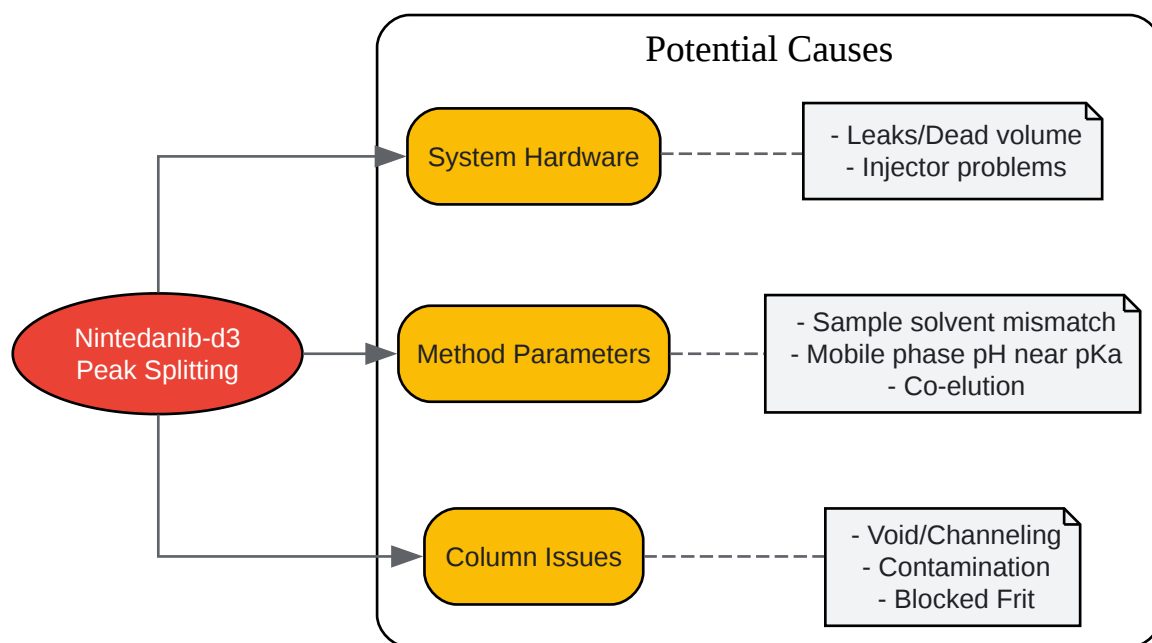 Potential Causes
System Hardware
- Leaks/Dead volume
- Injector problems
Nintedanib-d3
Peak Splitting
Method Parameters
- Sample solvent mismatch
- Mobile phase pH near pKa
- Co-elution
Column Issues
- Void/Channeling
- Contamination
- Blocked Frit